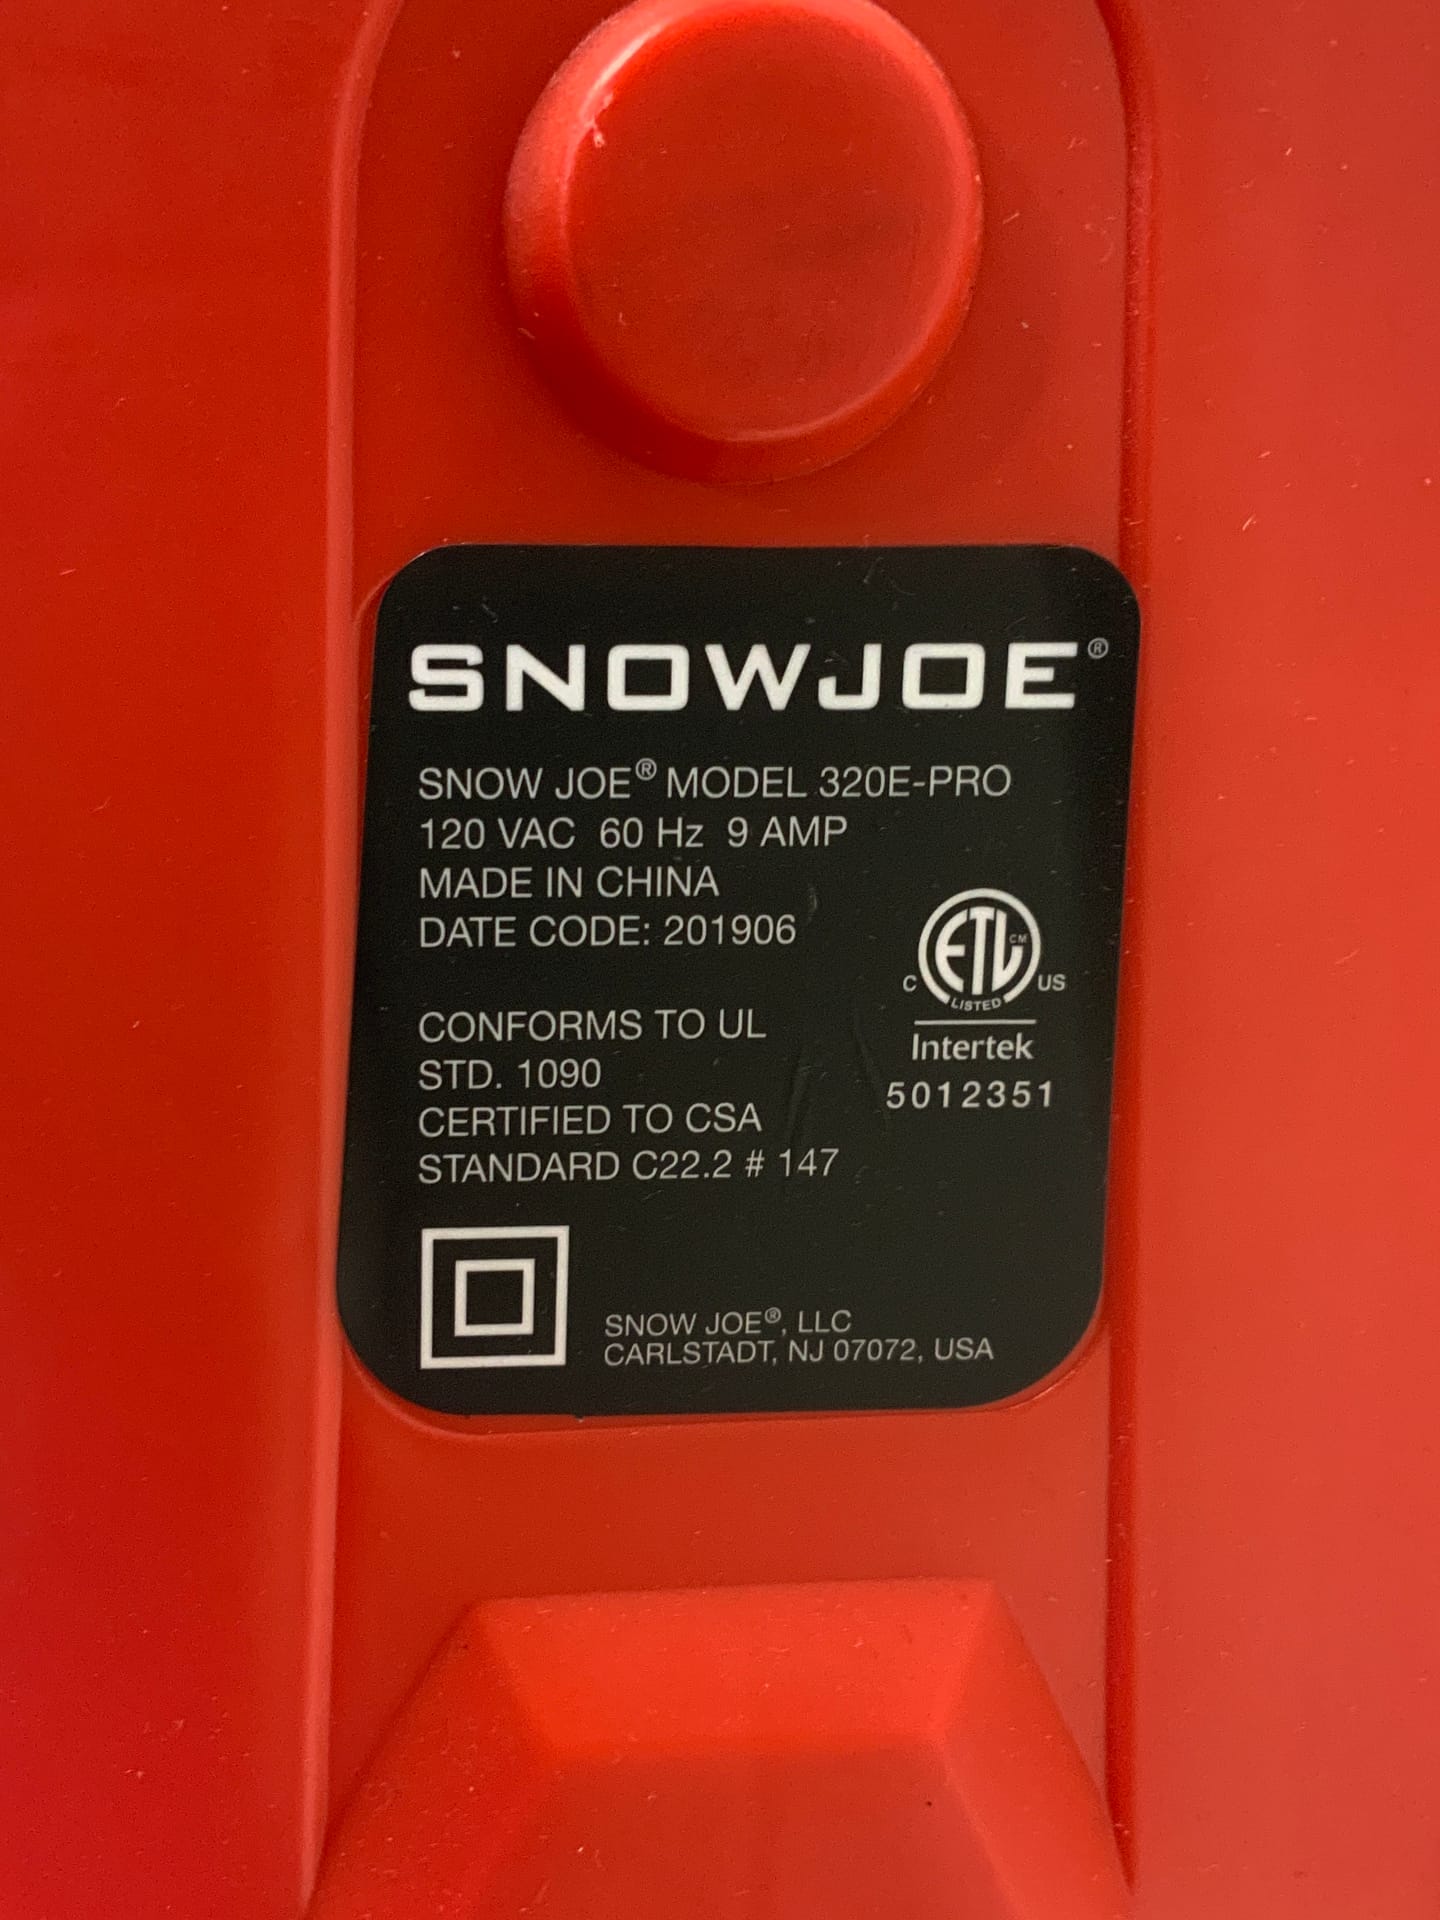 SNOWJOE®
SNOW JOE® MODEL 320E-PRO
120 VAC 60 Hz 9 AMP
MADE IN CHINA
DATE CODE: 201906
CONFORMS TO UL
STD. 1090
CERTIFIED TO CSA
STANDARD C22.2 # 147
ETL CM
C US
LISTED
Intertek
5012351
SNOW JOE®, LLC
CARLSTADT, NJ 07072, USA